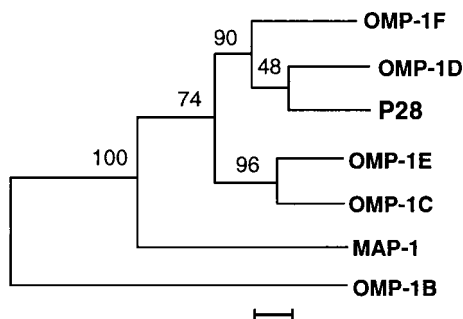 90
OMP-1F
48
OMP-1D
P28
74
96
OMP-1E
100
OMP-1C
MAP-1
OMP-1B